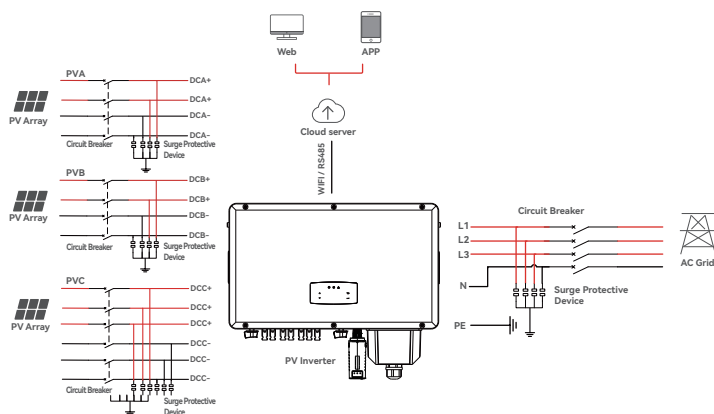 Web
APP
Cloud server
WIFI / RS485
PVA
DCA+
DCA+
DCA-
DCA-
PV Array
Circuit Breaker
Surge Protective
Device
PVB
DCB+
DCB+
DCB-
DCB-
PV Array
Circuit Breaker
Surge Protective
Device
PVC
DCC+
DCC+
DCC+
DCC-
DCC-
DCC-
PV Array
Circuit Breaker
Surge Protective
Device
PV Inverter
Circuit Breaker
L1
L2
L3
N
PE
Surge Protective
Device
AC Grid